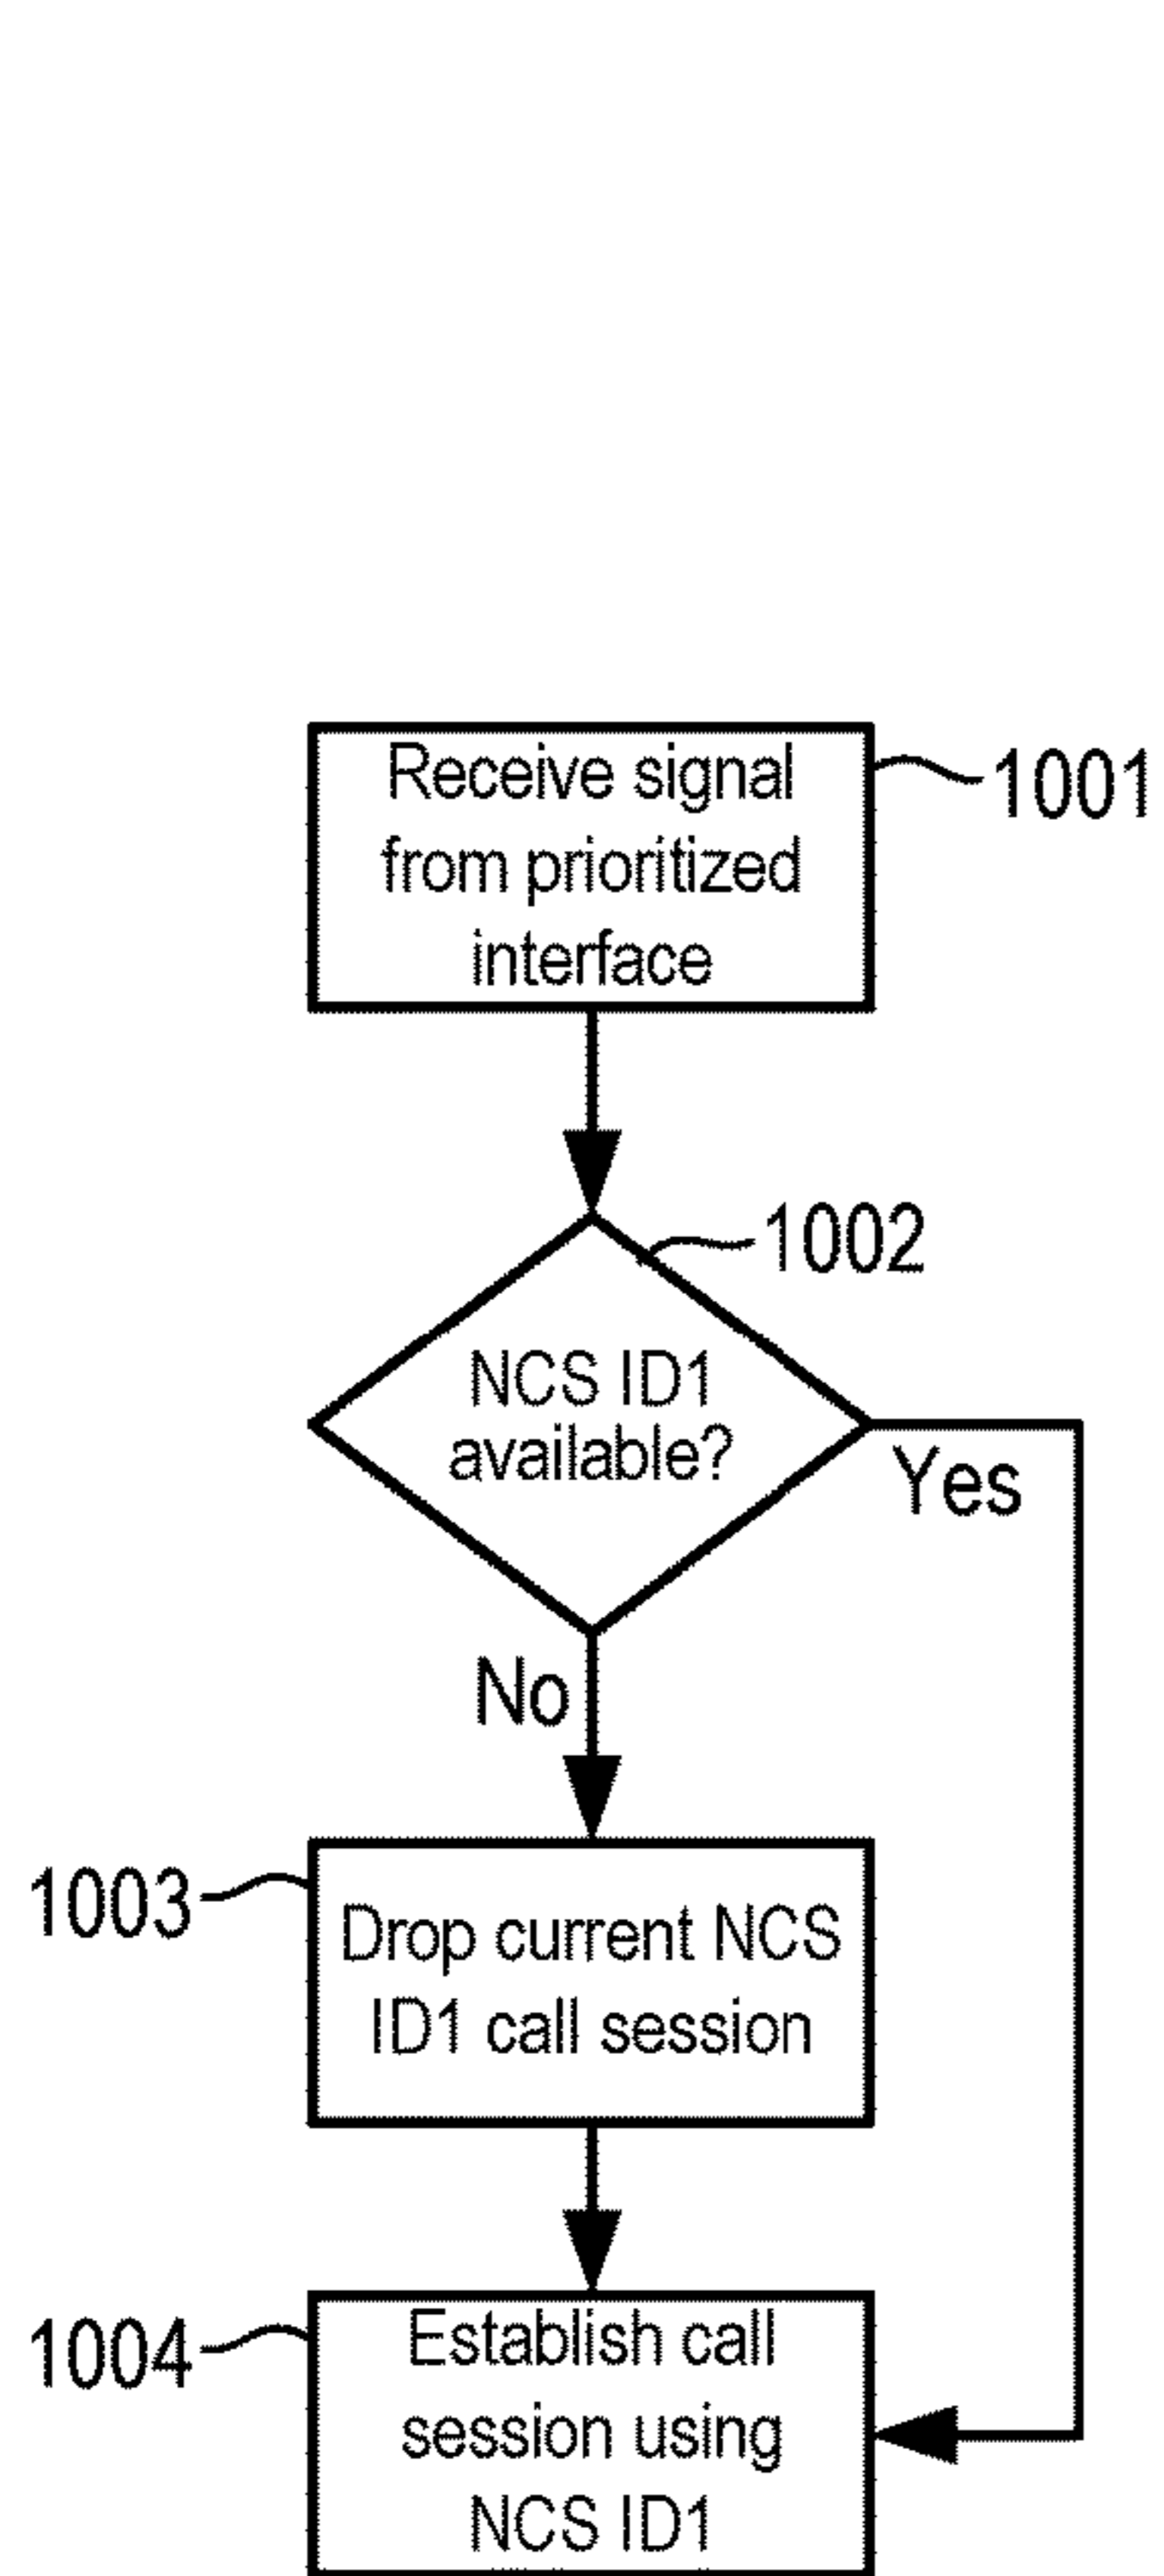 Receive signal
from prioritized
interface
1001
1002
NCS ID1
available?
Yes
No
1003
Drop current NCS
ID1 call session
1004
Establish call
session using
NCS ID1